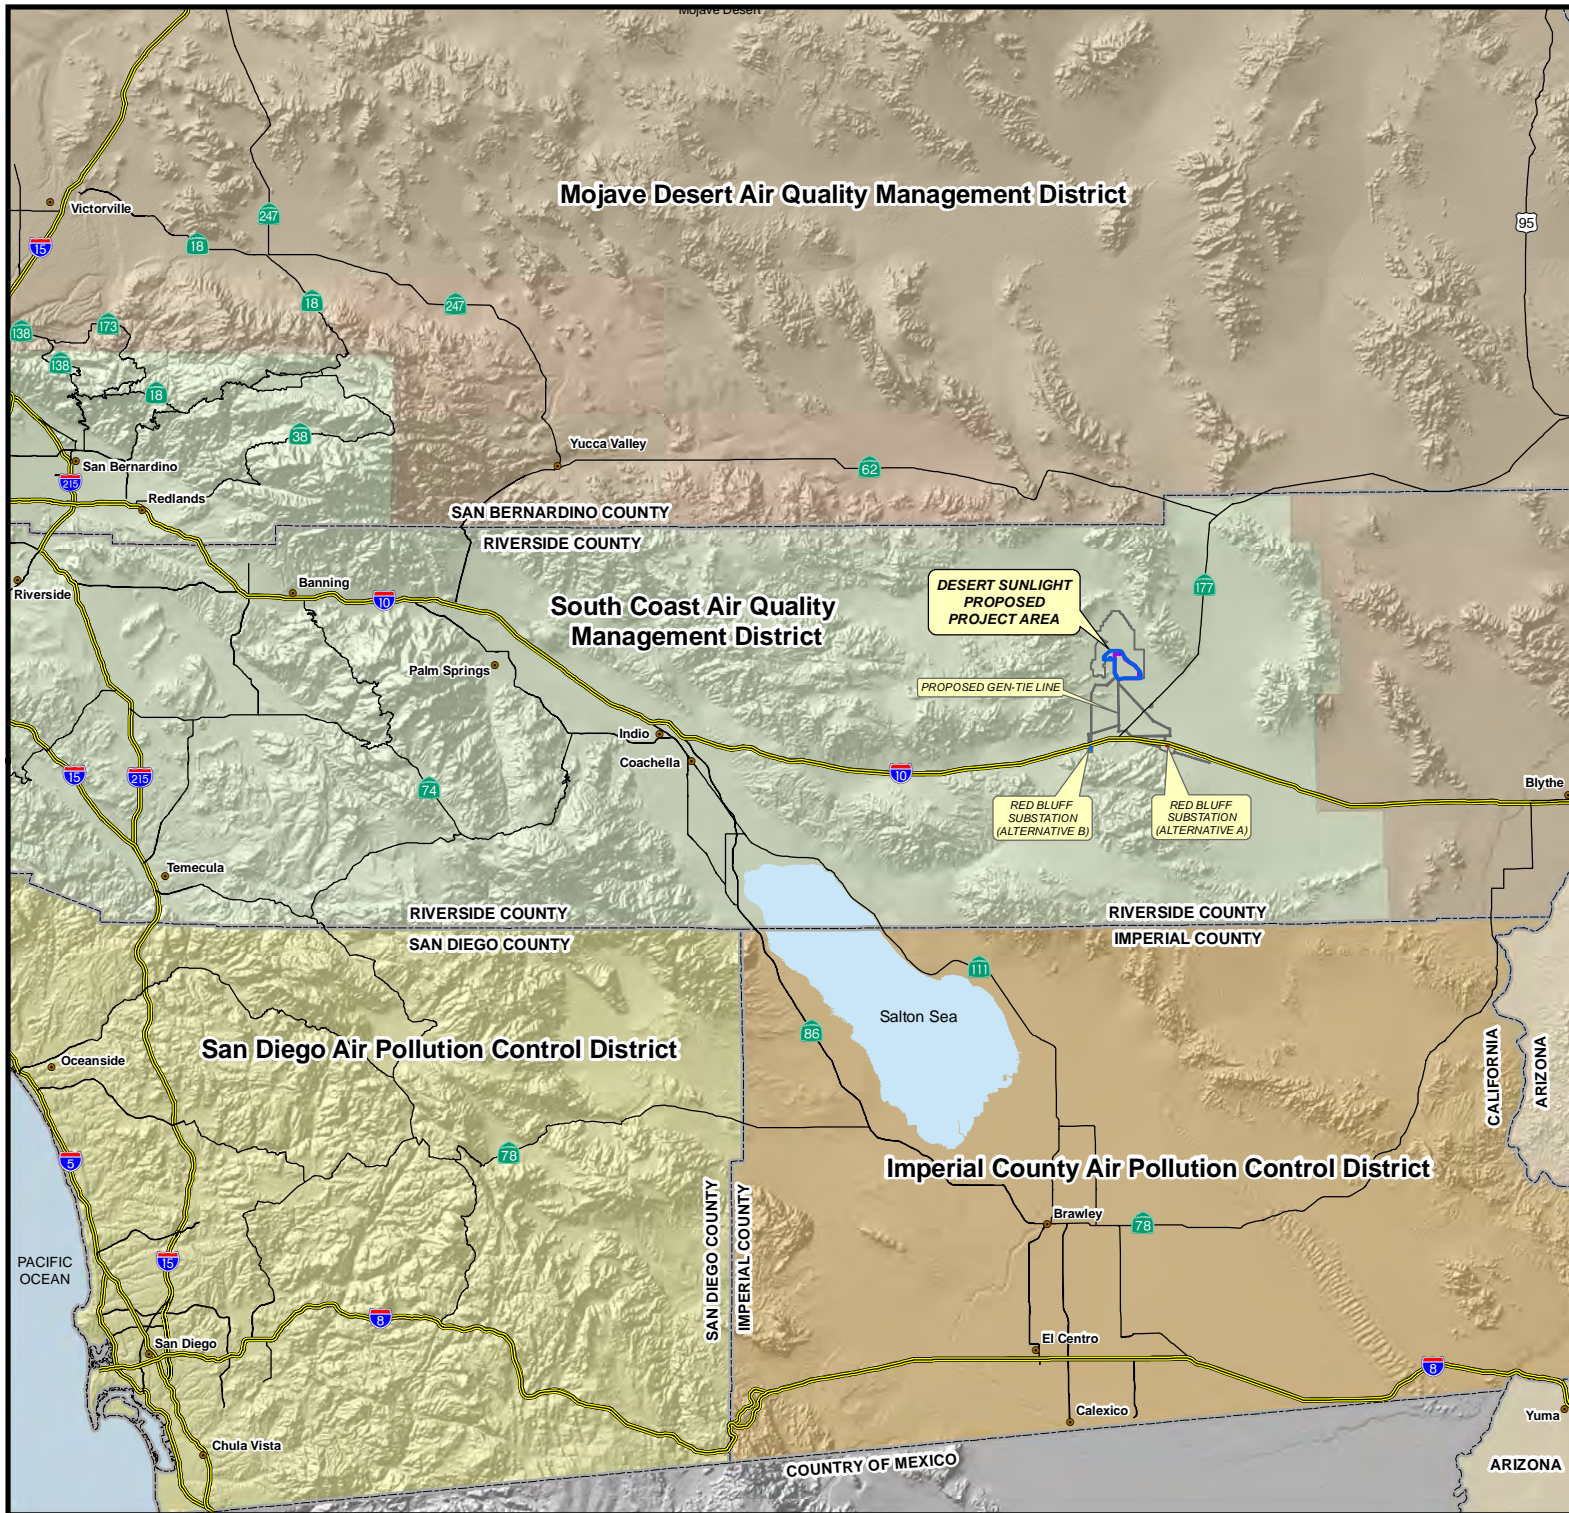 Mojave Desert
Mojave Desert Air Quality Management District
95
Victorville
247
15
18
18
247
138
173
138
18
38
Yucca Valley
San Bernardino
62
215
Redlands
SAN BERNARDINO COUNTY
RIVERSIDE COUNTY
Riverside
Banning
10
South Coast Air Quality
Management District
DESERT SUNLIGHT
PROPOSED
PROJECT AREA
177
Palm Springs
PROPOSED GEN-TIE LINE
Indio
Coachella
15
215
74
10
RED BLUFF
SUBSTATION
(ALTERNATIVE B)
RED BLUFF
SUBSTATION
(ALTERNATIVE A)
Blythe
Temecula
RIVERSIDE COUNTY
SAN DIEGO COUNTY
RIVERSIDE COUNTY
IMPERIAL COUNTY
111
Salton Sea
86
San Diego Air Pollution Control District
Oceanside
CALIFORNIA
ARIZONA
5
78
Imperial County Air Pollution Control District
SAN DIEGO COUNTY
IMPERIAL COUNTY
Brawley
78
PACIFIC
OCEAN
15
8
San Diego
El Centro
8
Calexico
Yuma
Chula Vista
COUNTRY OF MEXICO
ARIZONA